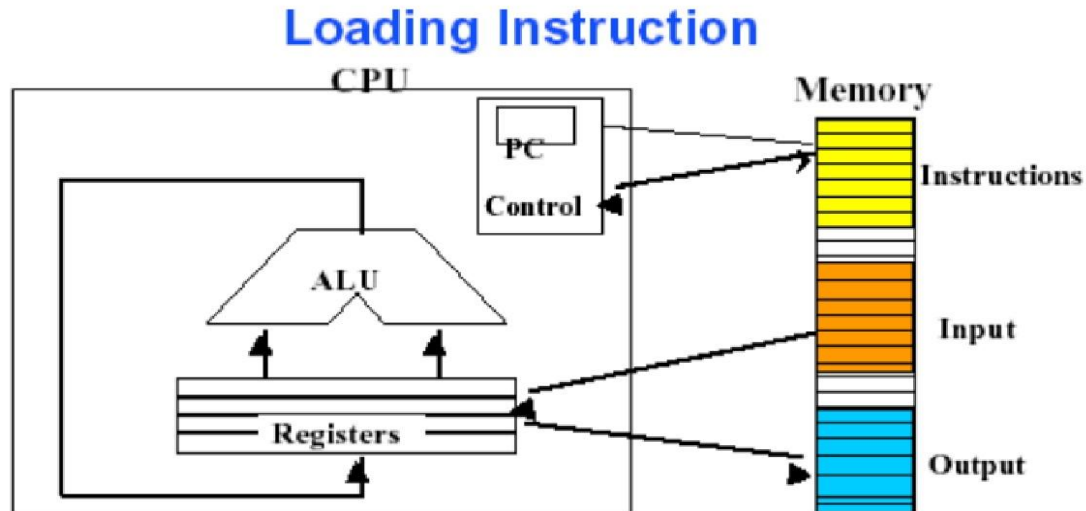 Loading Instruction
CPU
Memory
PC
Instructions
Control
ALU
Input
Registers
Output